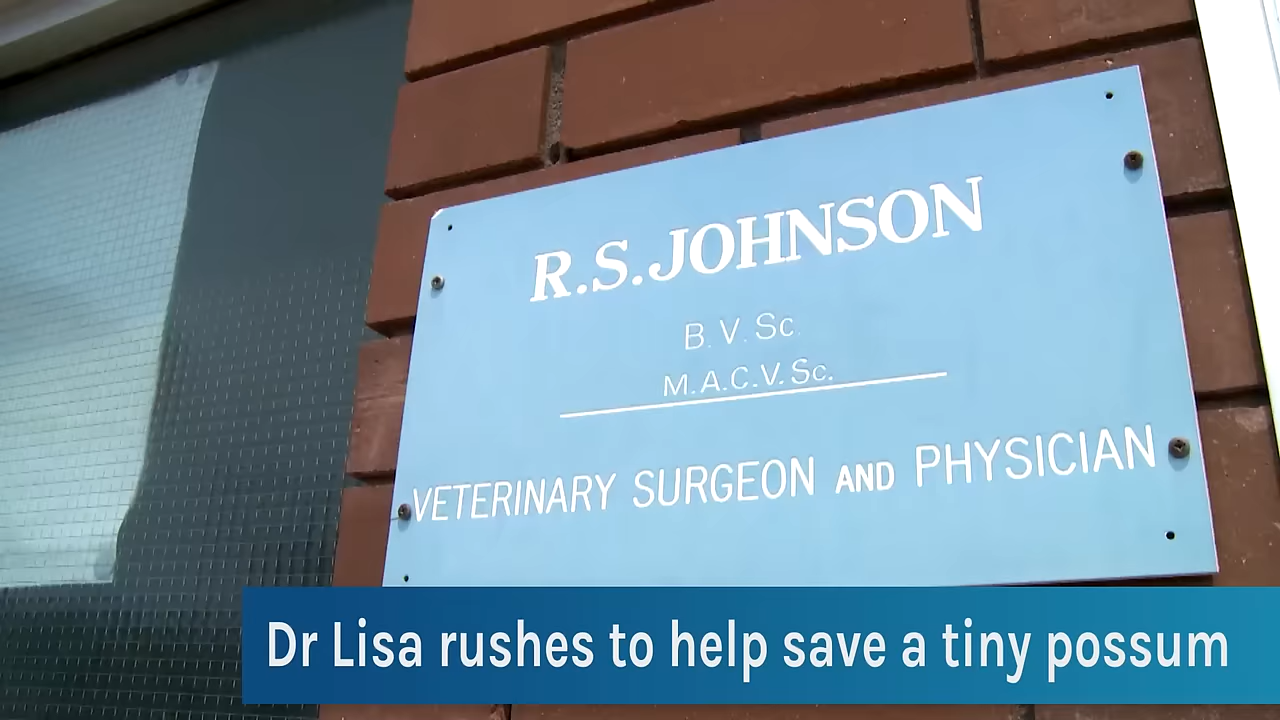 R.S. JOHNSON
B.V.Sc.
M.A.C.V.Sc.
VETERINARY SURGEON AND PHYSICIAN
Dr Lisa rushes to help save a tiny possum